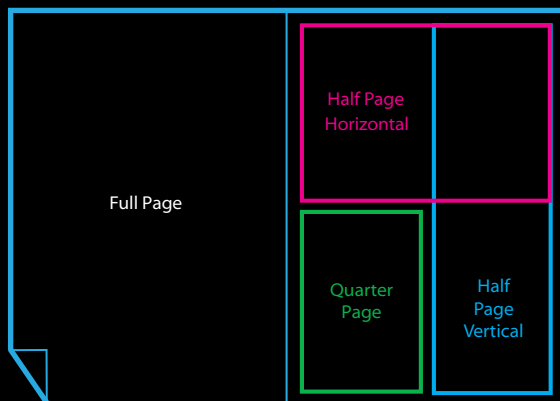 Full Page
Half Page
Horizontal
Quarter
Page
Half
Page
Vertical